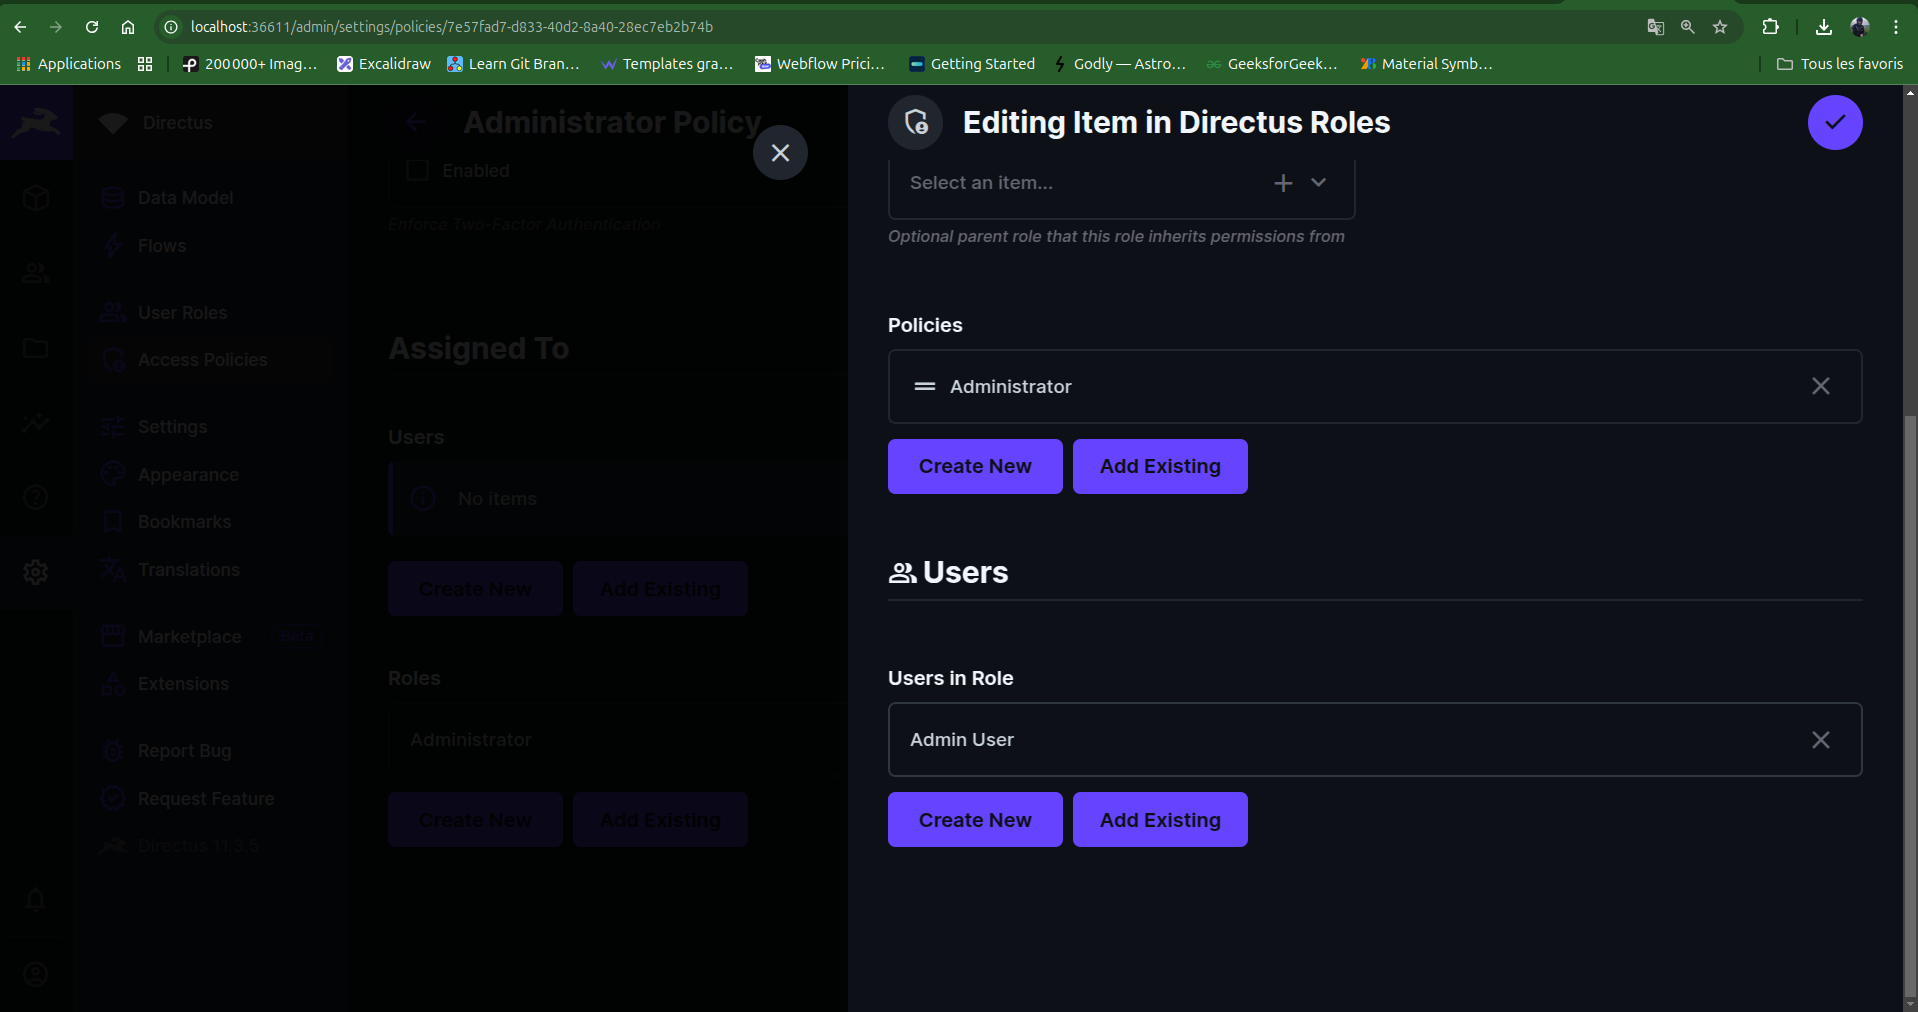 localhost:36611/admin/settings/policies/7e57fad7-d833-40d2-8a40-28ec7eb2b74b
Applications
200 000+ Imag...
Excalidraw
Learn Git Bran...
Templates gra...
Webflow Prici...
Getting Started
Godly — Astro...
GeeksforGeek...
Material Symb...
Tous les favoris
Directus
Data Model
Flows
User Roles
Access Policies
Settings
Appearance
Bookmarks
Translations
Marketplace Beta
Extensions
Report Bug
Request Feature
Directus 11.3.5
Administrator Policy
Enabled
Enforce Two-Factor Authentication
Assigned To
Users
No items
Create New Add Existing
Roles
Administrator
Create New Add Existing
Editing Item in Directus Roles
Select an item...
Optional parent role that this role inherits permissions from
Policies
Administrator
Create New Add Existing
Users
Users in Role
Admin User
Create New Add Existing